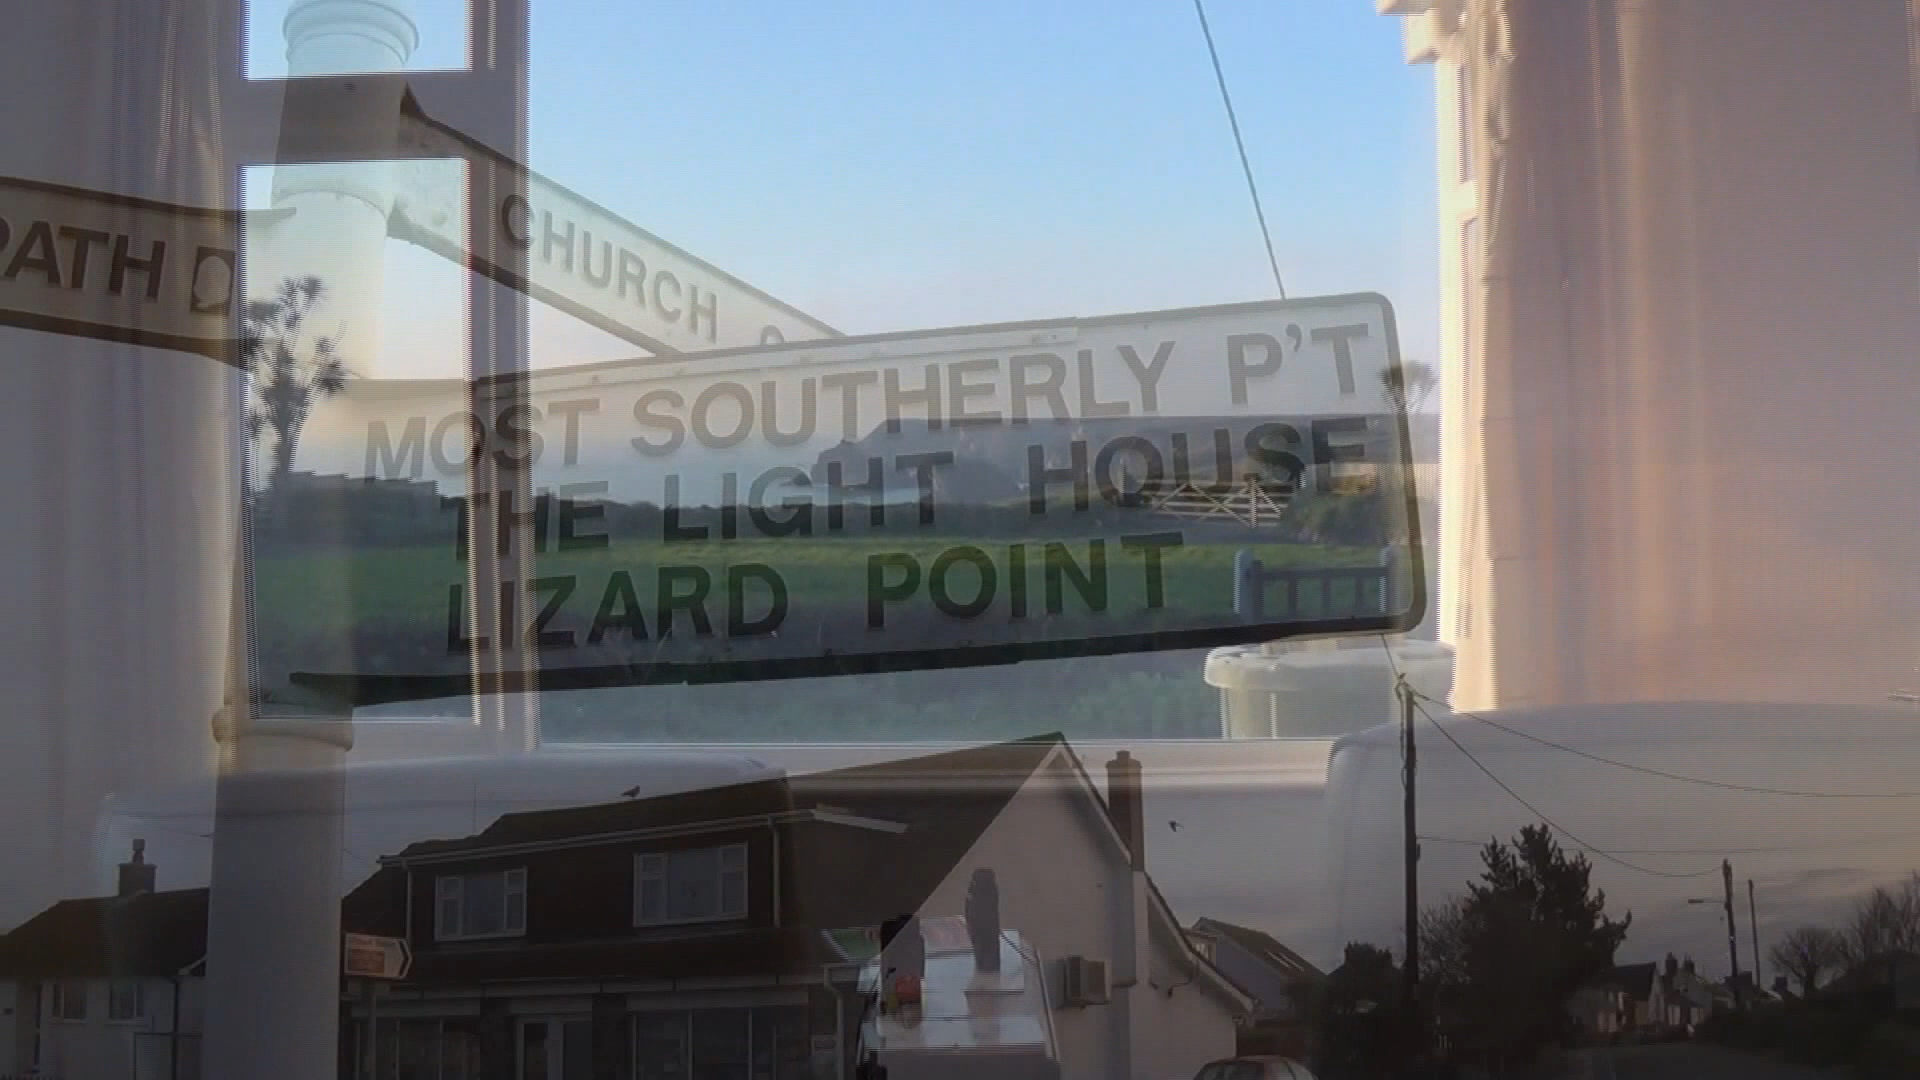 PATH
CHURCH
MOST SOUTHERLY P'T
THE LIGHT HOUSE
LIZARD POINT